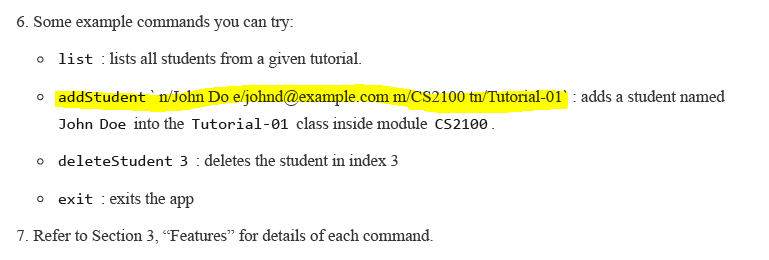 6. Some example commands you can try:
○ list : lists all students from a given tutorial.
○ addStudent ` n/John Do e/johnd@example.com m/CS2100 tn/Tutorial-01` : adds a student named
John Doe into the Tutorial-01 class inside module CS2100.
○ deleteStudent 3 : deletes the student in index 3
○ exit : exits the app
7. Refer to Section 3, “Features” for details of each command.